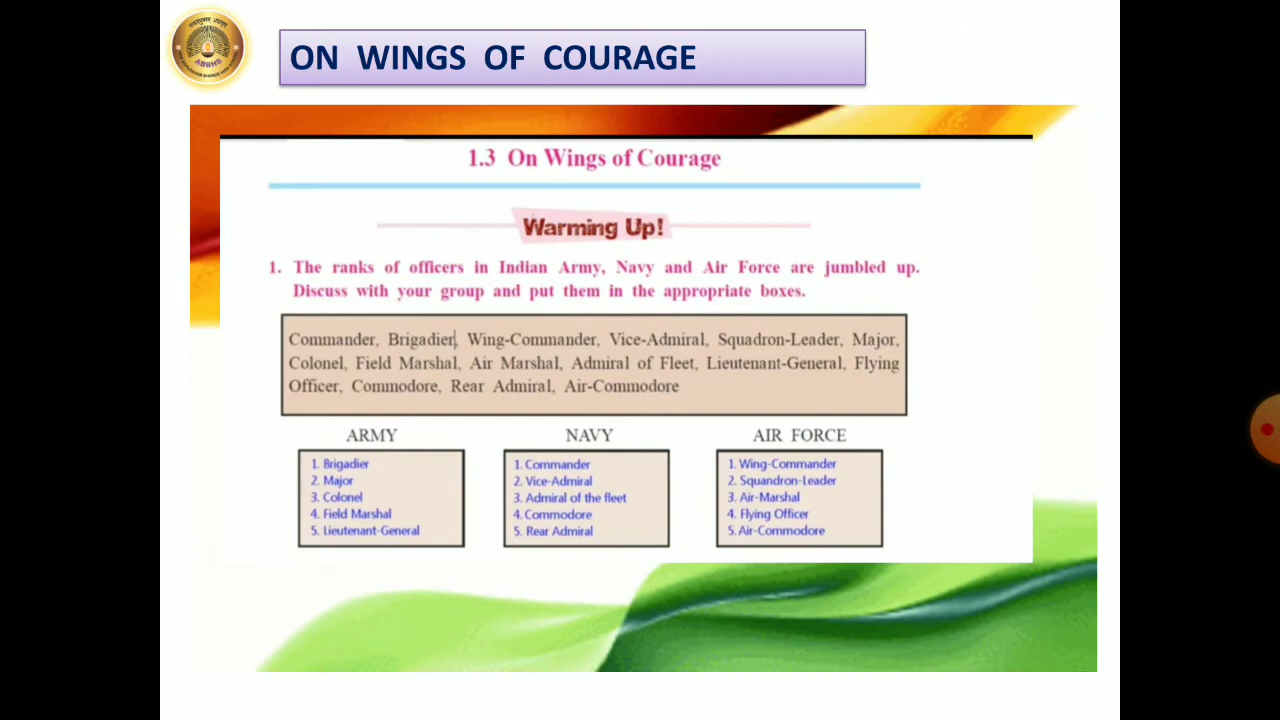 ABBHS
ON WINGS OF COURAGE
1.3 On Wings of Courage
Warming Up!
1. The ranks of officers in Indian Army, Navy and Air Force are jumbled up.
Discuss with your group and put them in the appropriate boxes.
Commander, Brigadier, Wing-Commander, Vice-Admiral, Squadron-Leader, Major,
Colonel, Field Marshal, Air Marshal, Admiral of Fleet, Lieutenant-General, Flying
Officer, Commodore, Rear Admiral, Air-Commodore
ARMY
1. Brigadier
2. Major
3. Colonel
4. Field Marshal
5. Lieutenant-General
NAVY
1. Commander
2. Vice-Admiral
3. Admiral of the fleet
4. Commodore
5. Rear Admiral
AIR FORCE
1. Wing-Commander
2. Squandron-Leader
3. Air-Marshal
4. Flying Officer
5. Air-Commodore